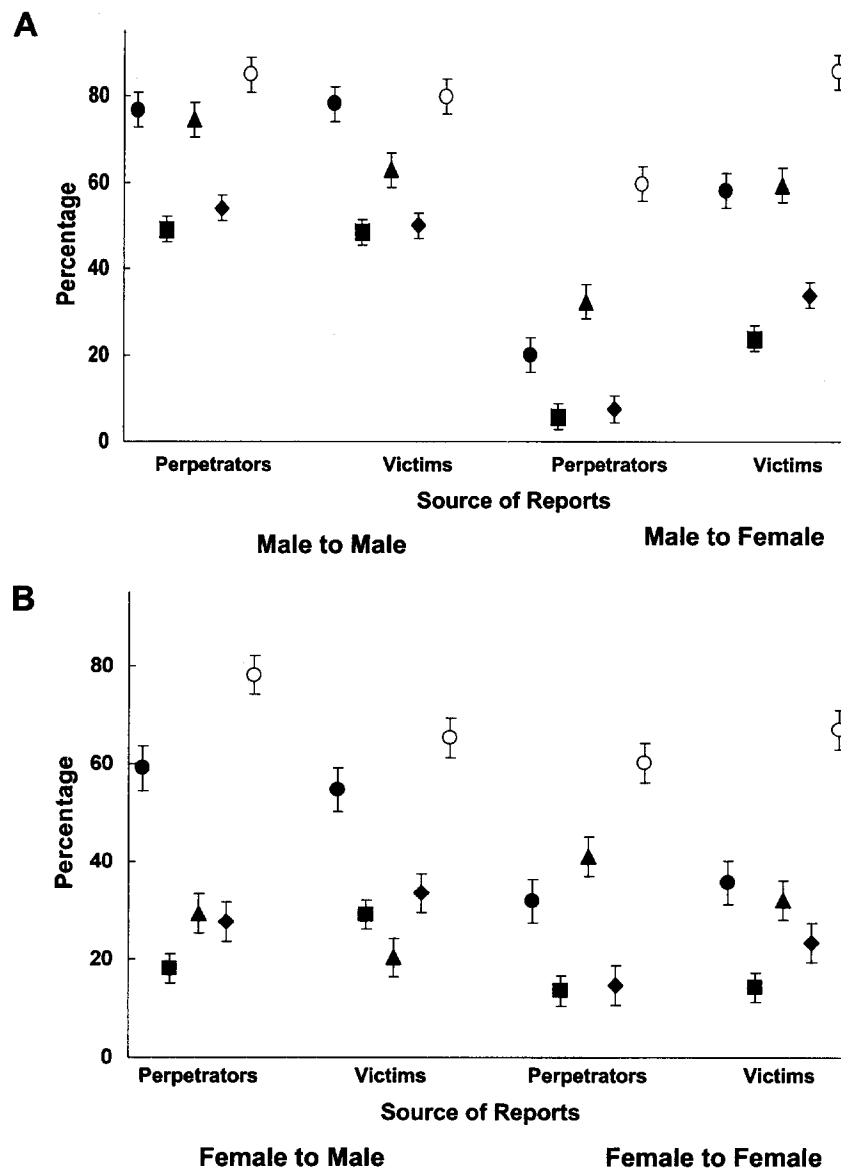 A
80
60
40
20
0
Percentage
Perpetrators Victims Perpetrators Victims
Source of Reports
Male to Male Male to Female
B
80
60
40
20
0
Percentage
Perpetrators Victims Perpetrators Victims
Source of Reports
Female to Male Female to Female